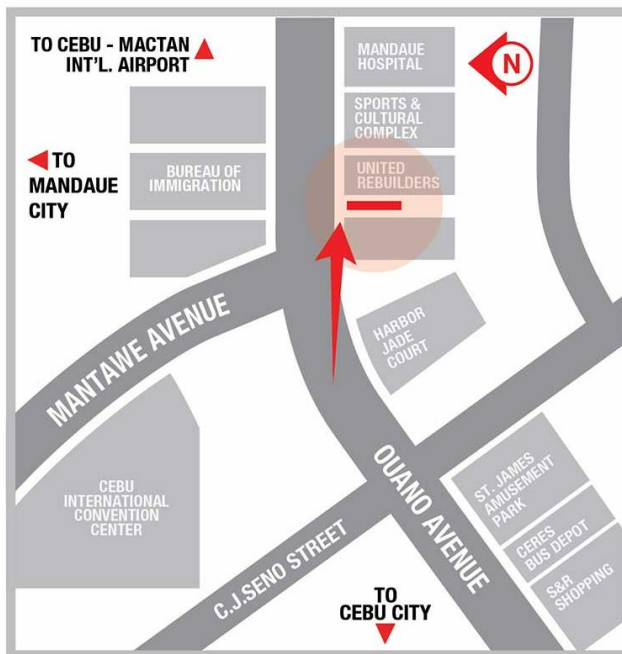 TO CEBU - MACTAN
INT'L. AIRPORT
MANDAUE
HOSPITAL
N
SPORTS &
CULTURAL
COMPLEX
TO
MANDAUE
CITY
BUREAU OF
IMMIGRATION
UNITED
REBUILDERS
MANTAWE AVENUE
HARBOR
JADE
COURT
CEBU
INTERNATIONAL
CONVENTION
CENTER
OUANO AVENUE
ST. JAMES
AMUSEMENT
PARK
CERES
BUS DEPOT
S&R
SHOPPING
C.J.SENO STREET
TO
CEBU CITY